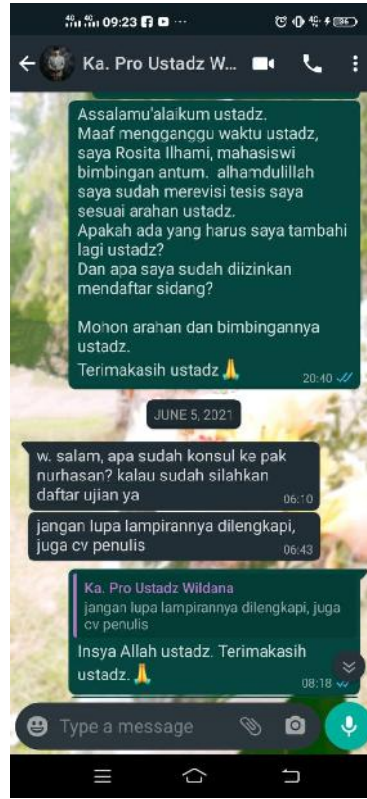 09:23
Ka. Pro Ustadz W...
Assalamu'alaikum ustadz.
Maaf mengganggu waktu ustadz,
saya Rosita Ilhami, mahasiswi
bimbingan antum. alhamdulillah
saya sudah merevisi tesis saya
sesuai arahan ustadz.
Apakah ada yang harus saya tambahi
lagi ustadz?
Dan apa saya sudah diizinkan
mendaftar sidang?
Mohon arahan dan bimbingannya
ustadz.
Terimakasih ustadz🙏
20:40
JUNE 5, 2021
w. salam, apa sudah konsul ke pak
nurhasan? kalau sudah silahkan
daftar ujian ya
06:10
jangan lupa lampirannya dilengkapi,
juga cv penulis
06:43
Ka. Pro Ustadz Wildana
jangan lupa lampirannya dilengkapi, juga
cv penulis
Insya Allah ustadz. Terimakasih
ustadz.🙏
08:18
Type a message